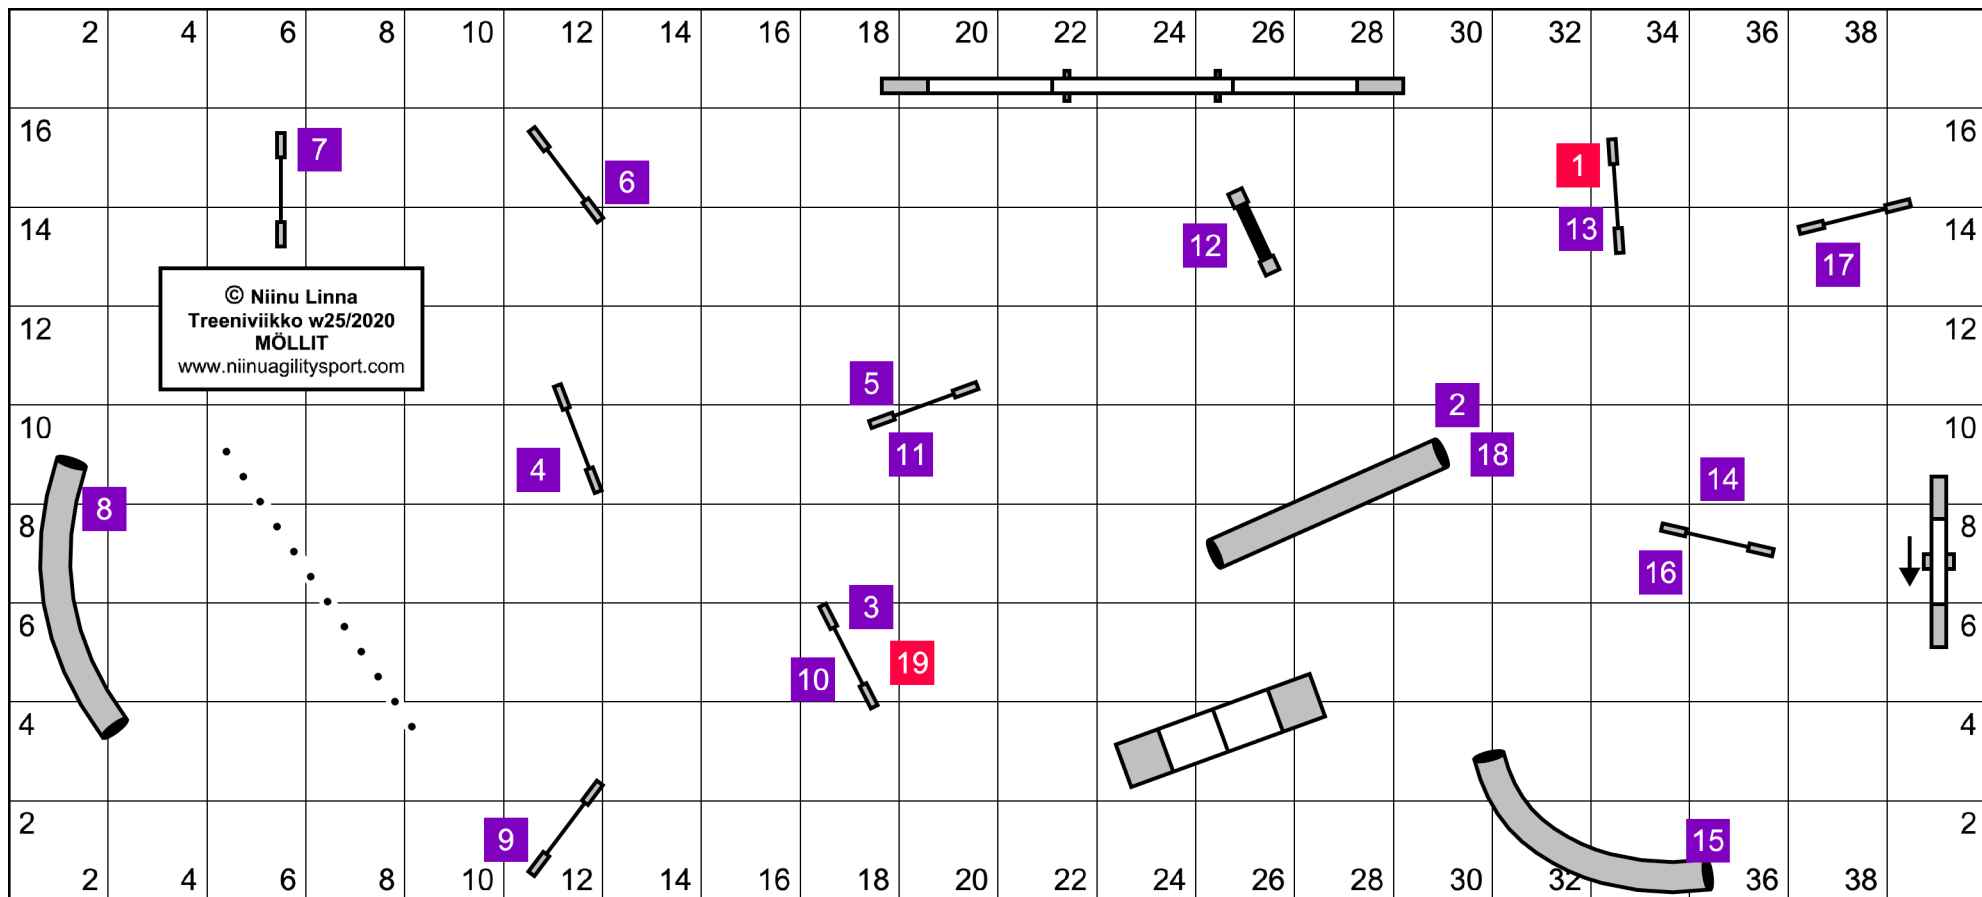 2 4 6 8 10 12 14 16 18 20 22 24 26 28 30 32 34 36 38
16 7 6 1 16
14 12 13 17 14
© Niinu Linna
Treeniviikko w25/2020
MÖLLIT
www.niinuagilitysport.com
12 12
5 2
10 4 11 18 10
8 14
8 8
16
3
6 10 19 6
4 4
2 9 15 2
2 4 6 8 10 12 14 16 18 20 22 24 26 28 30 32 34 36 38